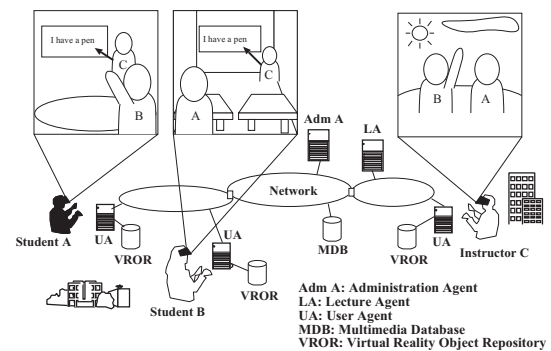 I have a pen
C
B
I have a pen
C
A
B
A
Adm A
LA
Network
Student A
UA
VROR
UA
VROR
Student B
MDB
VROR
UA
Instructor C
Adm A: Administration Agent
LA: Lecture Agent
UA: User Agent
MDB: Multimedia Database
VROR: Virtual Reality Object Repository